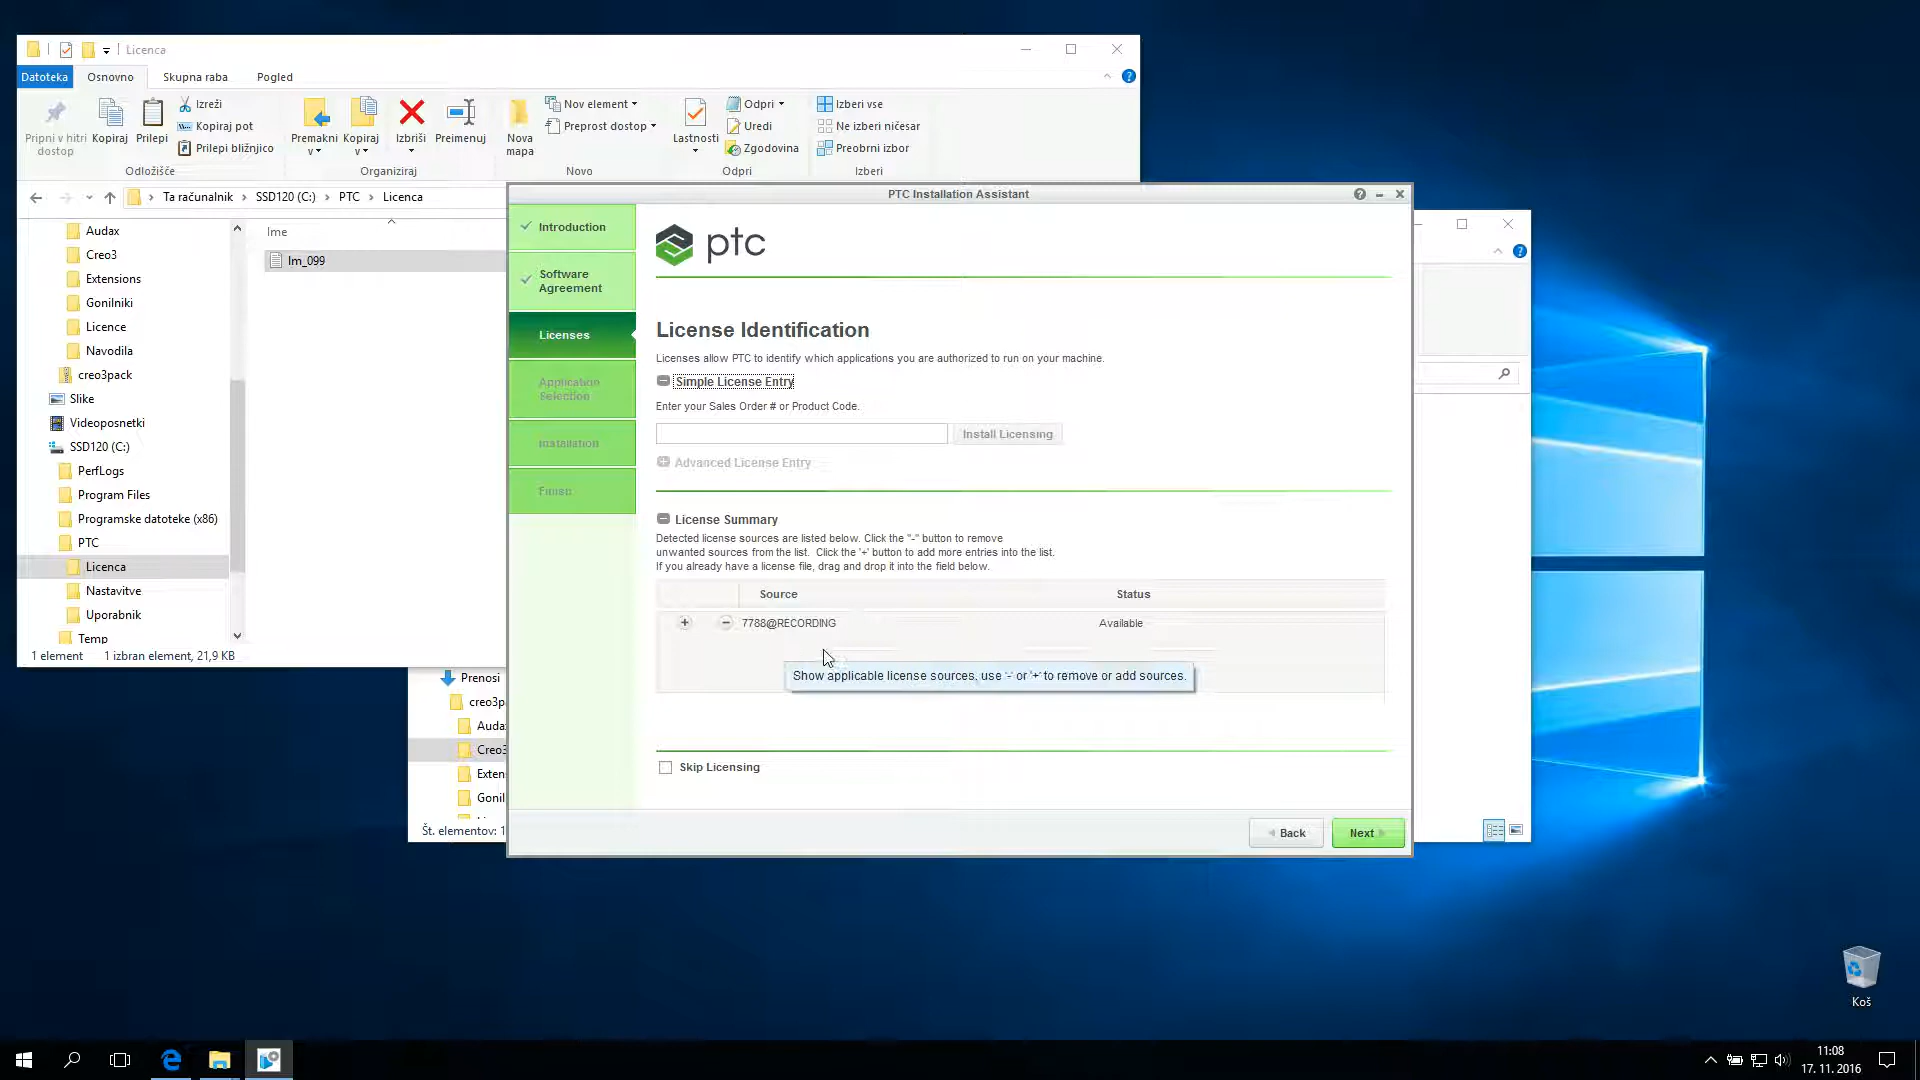 Licenca
Datoteka
Osnovno
Skupna raba
Pogled
Pripni v hitri
dostop
Kopiraj
Prilepi
Izreži
Kopiraj pot
Prilepi bližnjico
Odložišče
Premakni
v
Kopiraj
v
Izbriši
Preimenuj
Organiziraj
Nova
mapa
Nov element
Preprost dostop
Novo
Lastnosti
Odpri
Uredi
Zgodovina
Odpri
Izberi vse
Ne izberi ničesar
Preobrni izbor
Izberi
Ta računalnik
SSD120 (C:)
PTC
Licenca
Audax
Creo3
Extensions
Gonilniki
Licence
Navodila
creo3pack
Slike
Videoposnetki
SSD120 (C:)
PerfLogs
Program Files
Programske datoteke (x86)
PTC
Licenca
Nastavitve
Uporabnik
Temp
Ime
lm_099
1 element
1 izbran element, 21,9 KB
Prenosi
creo3p
Auda
Creo3
Exten
Gonil
Št. elementov: 1
PTC Installation Assistant
Introduction
Software
Agreement
Licenses
Application
Selection
Installation
Finish
ptc
License Identification
Licenses allow PTC to identify which applications you are authorized to run on your machine.
Simple License Entry
Enter your Sales Order # or Product Code.
Install Licensing
Advanced License Entry
License Summary
Detected license sources are listed below. Click the "-" button to remove
unwanted sources from the list. Click the '+' button to add more entries into the list.
If you already have a license file, drag and drop it into the field below.
Source
Status
7788@RECORDING
Available
Show applicable license sources, use '-' or '+' to remove or add sources.
Skip Licensing
Back
Next
Koš
11:08
17. 11. 2016